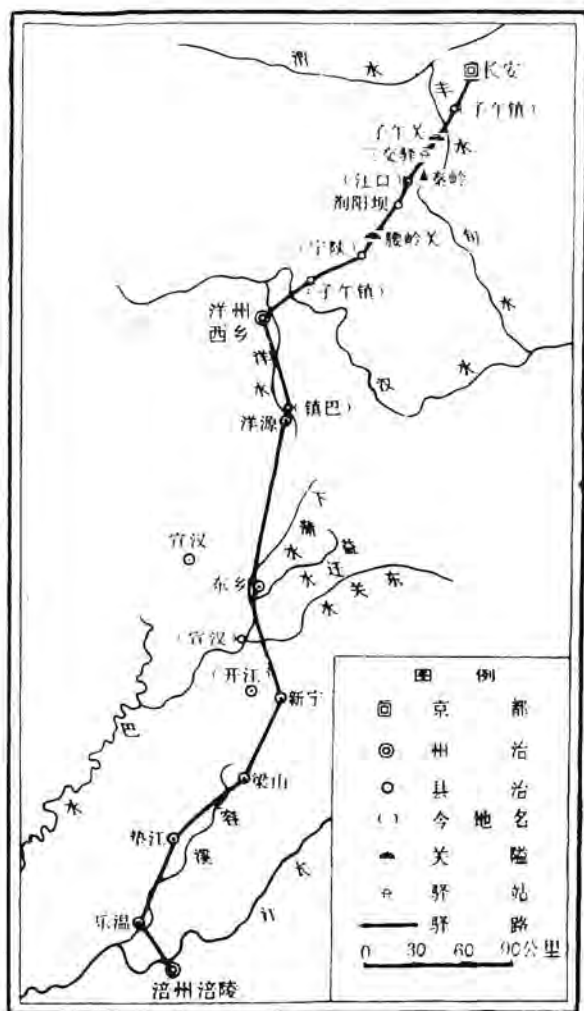 渭水
长安
丰水
子午镇)
子午关
三交驿
(江口)
秦岭
洵水
腰岭关
(宁陕)
(子午镇)
洋州
西乡
洋水
汉水
(镇巴)
洋源
宣汉
下蒲水
东乡
益迁水
东关水
(宣汉)
(开江)
新宁
巴水
梁山
垫江
溪
长江
乐温
涪州涪陵
图例
京都
州治
县治
( ) 今地名
关隘
驿站
驿路
0 30 60 90公里